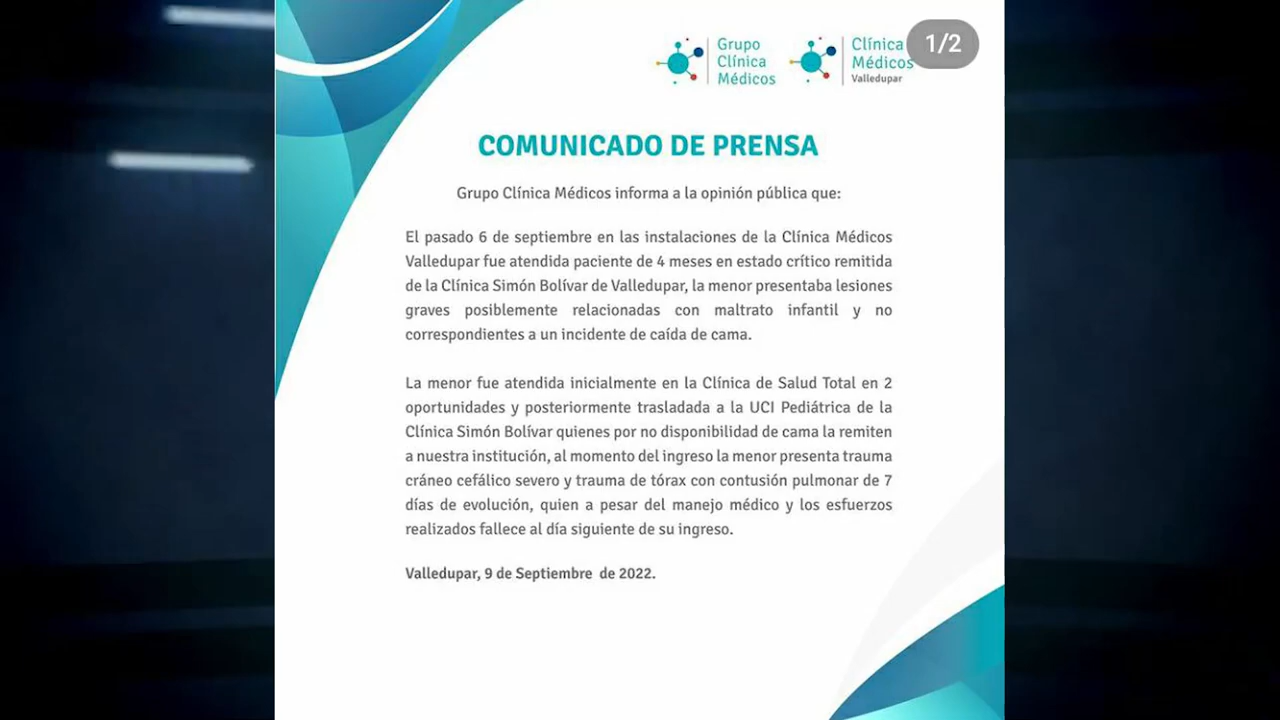 Grupo
Clínica
Médicos
Clínica
Médicos
Valledupar
1/2
COMUNICADO DE PRENSA
Grupo Clínica Médicos informa a la opinión pública que:
El pasado 6 de septiembre en las instalaciones de la Clínica Médicos
Valledupar fue atendida paciente de 4 meses en estado crítico remitida
de la Clínica Simón Bolívar de Valledupar, la menor presentaba lesiones
graves posiblemente relacionadas con maltrato infantil y no
correspondientes a un incidente de caída de cama.
La menor fue atendida inicialmente en la Clínica de Salud Total en 2
oportunidades y posteriormente trasladada a la UCI Pediátrica de la
Clínica Simón Bolívar quienes por no disponibilidad de cama la remiten
a nuestra institución, al momento del ingreso la menor presenta trauma
cráneo cefálico severo y trauma de tórax con contusión pulmonar de 7
días de evolución, quien a pesar del manejo médico y los esfuerzos
realizados fallece al día siguiente de su ingreso.
Valledupar, 9 de Septiembre de 2022.